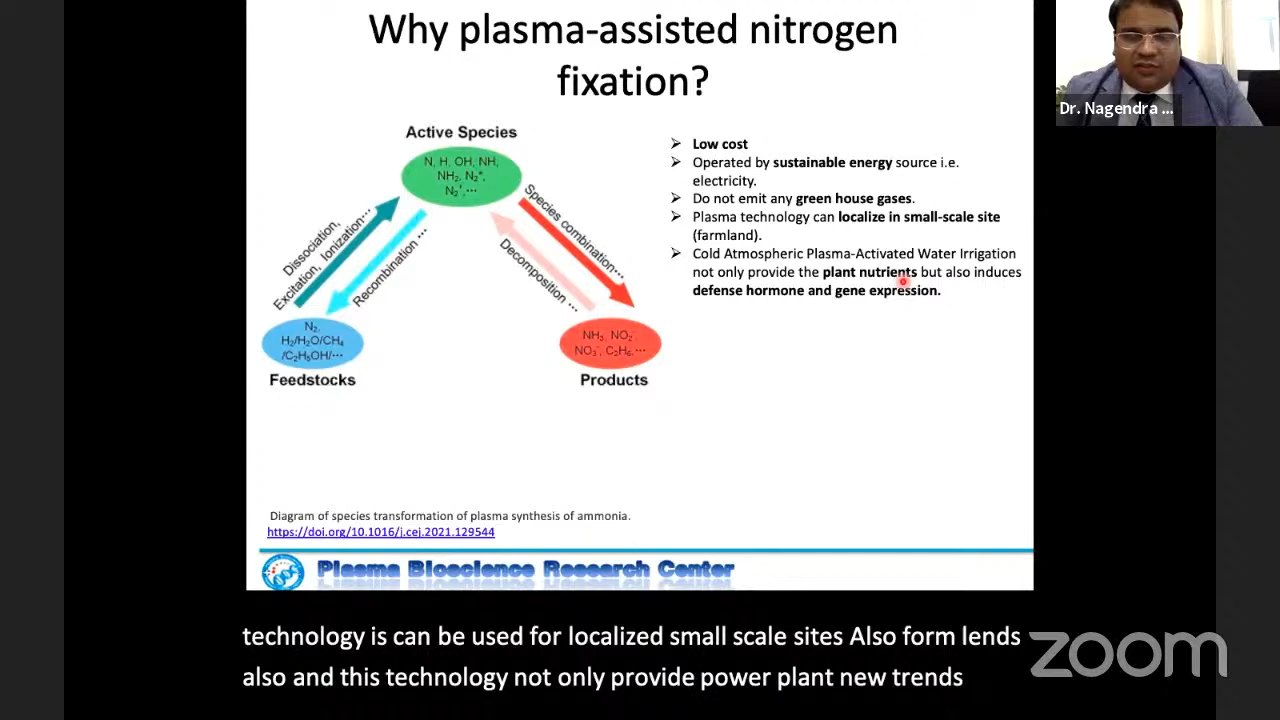 Why plasma-assisted nitrogen
fixation?
Dr. Nagendra ...
Active Species
N, H, OH, NH,
NH₂, N₂*,
N₂⁺,...
Dissociation,
Excitation, Ionization...
Recombination ...
Species combination...
Decomposition ...
N₂,
H₂/H₂O/CH₄
/C₂H₅OH/...
Feedstocks
NH₃, NO₂⁻
NO₃⁻, C₂H₆,...
Products
➢ Low cost
➢ Operated by sustainable energy source i.e.
electricity.
➢ Do not emit any green house gases.
➢ Plasma technology can localize in small-scale site
(farmland).
➢ Cold Atmospheric Plasma-Activated Water Irrigation
not only provide the plant nutrients but also induces
defense hormone and gene expression.
Diagram of species transformation of plasma synthesis of ammonia.
https://doi.org/10.1016/j.cej.2021.129544
Plasma Bioscience Research Center
technology is can be used for localized small scale sites Also form lends
also and this technology not only provide power plant new trends
zoom